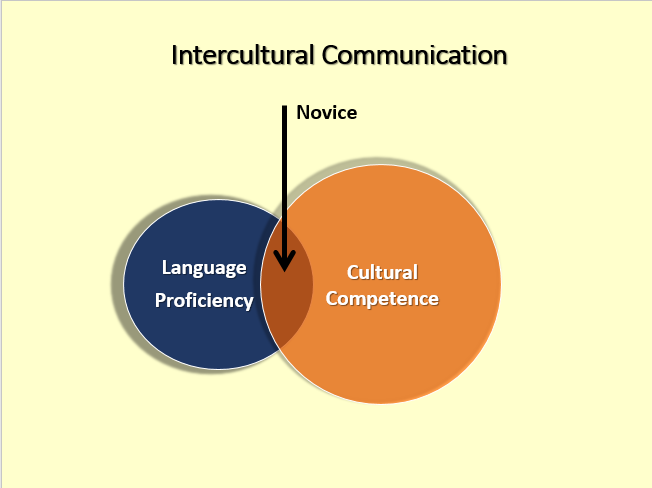 Intercultural Communication
Novice
Language
Proficiency
Cultural
Competence